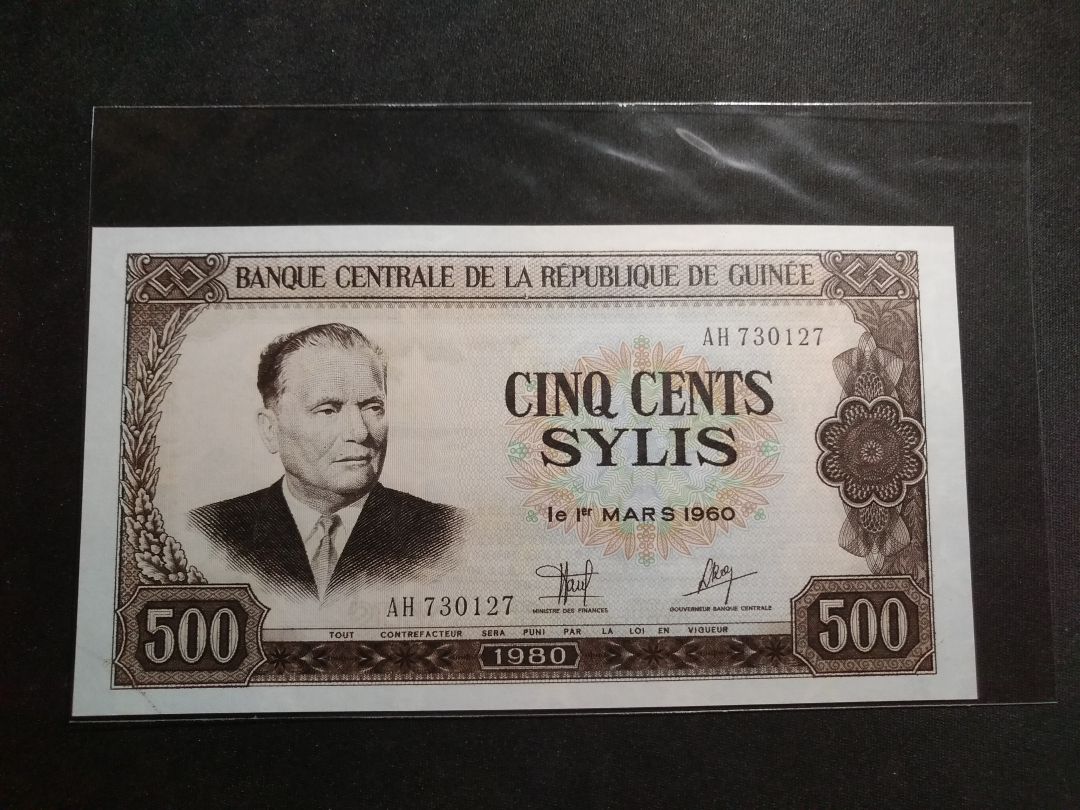 BANQUE CENTRALE DE LA RÉPUBLIQUE DE GUINÉE
AH 730127
CINQ CENTS
SYLIS
le 1er MARS 1960
AH 730127
MINISTRE DES FINANCES
GOUVERNEUR BANQUE CENTRALE
TOUT CONTREFACTEUR SERA PUNI PAR LA LOI EN VIGUEUR
500
1980
500